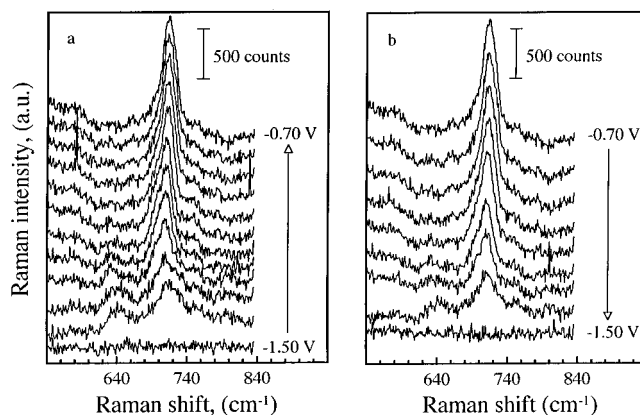 a
500 counts
-0.70 V
-1.50 V
640 740 840
Raman shift, (cm⁻¹)
Raman intensity, (a.u.)
b
500 counts
-0.70 V
-1.50 V
640 740 840
Raman shift (cm⁻¹)